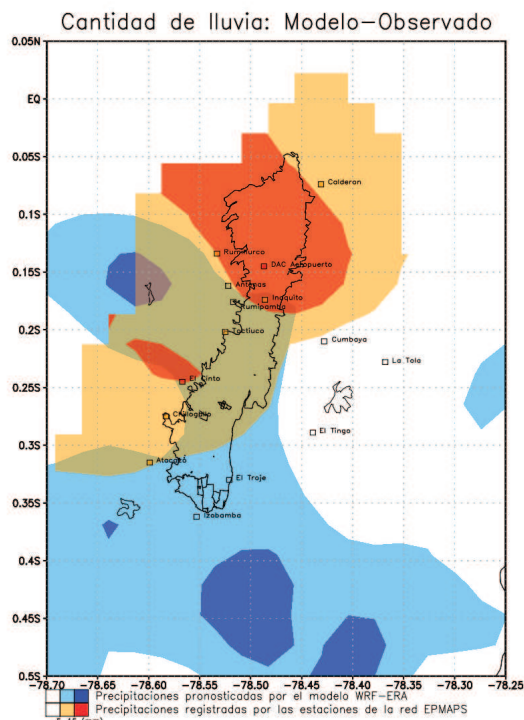 Cantidad de lluvia: Modelo-Observado
0.05N
EQ
0.05S
Calderon
0.1S
Rumihurco
DAC Aeropuerto
0.15S
Antenas
Inaquito
Rumipamba
0.2S
Toctiuco
Cumbaya
La Tola
0.25S
El Cinto
Chilogallo
El Tingo
0.3S
Atacazo
El Troje
0.35S
Izobamba
0.4S
0.45S
0.5S
-78.70 -78.65 -78.60 -78.55 -78.50 -78.45 -78.40 -78.35 -78.30 -78.25
Precipitaciones pronosticadas por el modelo WRF-ERA
Precipitaciones registradas por las estaciones de la red EPMAPS
(mm)